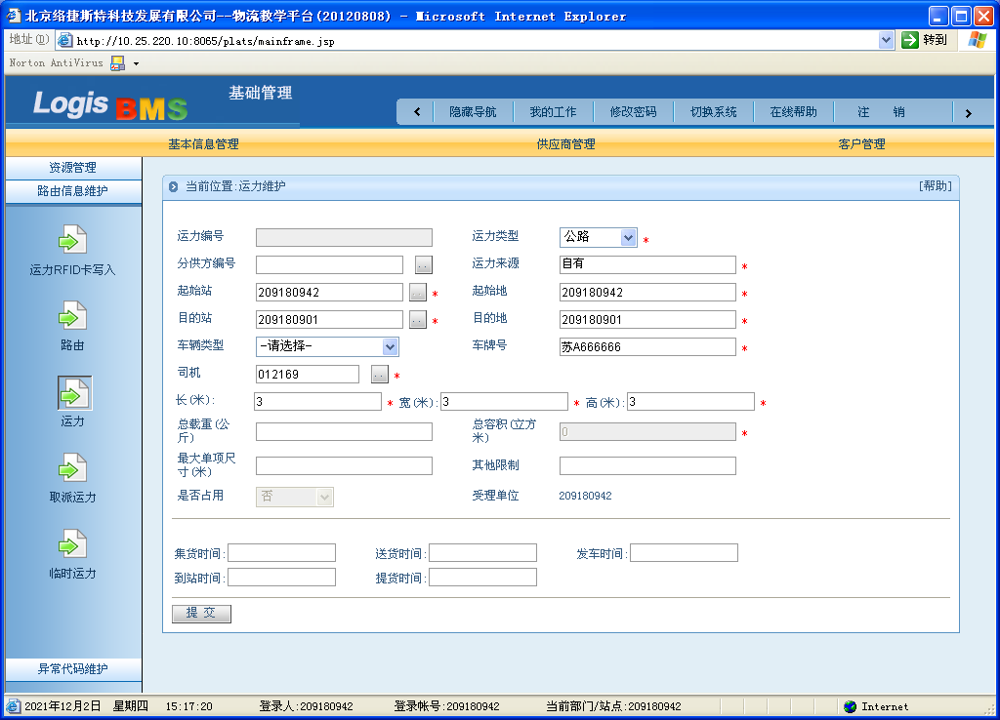 北京络捷斯特科技发展有限公司--物流教学平台(20120808) - Microsoft Internet Explorer
地址(D) http://10.25.220.10:8065/plats/mainframe.jsp 转到
Norton AntiVirus
Logis BMS 基础管理
隐藏导航 我的工作 修改密码 切换系统 在线帮助 注 销
基本信息管理 供应商管理 客户管理
资源管理
路由信息维护
运力RFID卡写入
路由
运力
取派运力
临时运力
异常代码维护
当前位置:运力维护 [帮助]
运力编号 运力类型 公路 *
分供方编号 .. 运力来源 自有 *
起始站 209180942 .. * 起始地 209180942 *
目的站 209180901 .. * 目的地 209180901 *
车辆类型 -请选择- 车牌号 苏A666666 *
司机 012169 .. *
长(米): 3 * 宽(米): 3 * 高(米): 3 *
总载重(公
斤) 总容积(立方
米) 0 *
最大单项尺
寸(米) 其他限制
是否占用 否 受理单位 209180942
集货时间: 送货时间: 发车时间:
到站时间: 提货时间:
提 交
2021年12月2日 星期四 15:17:20 登录人:209180942 登录帐号:209180942 当前部门/站点:209180942 Internet